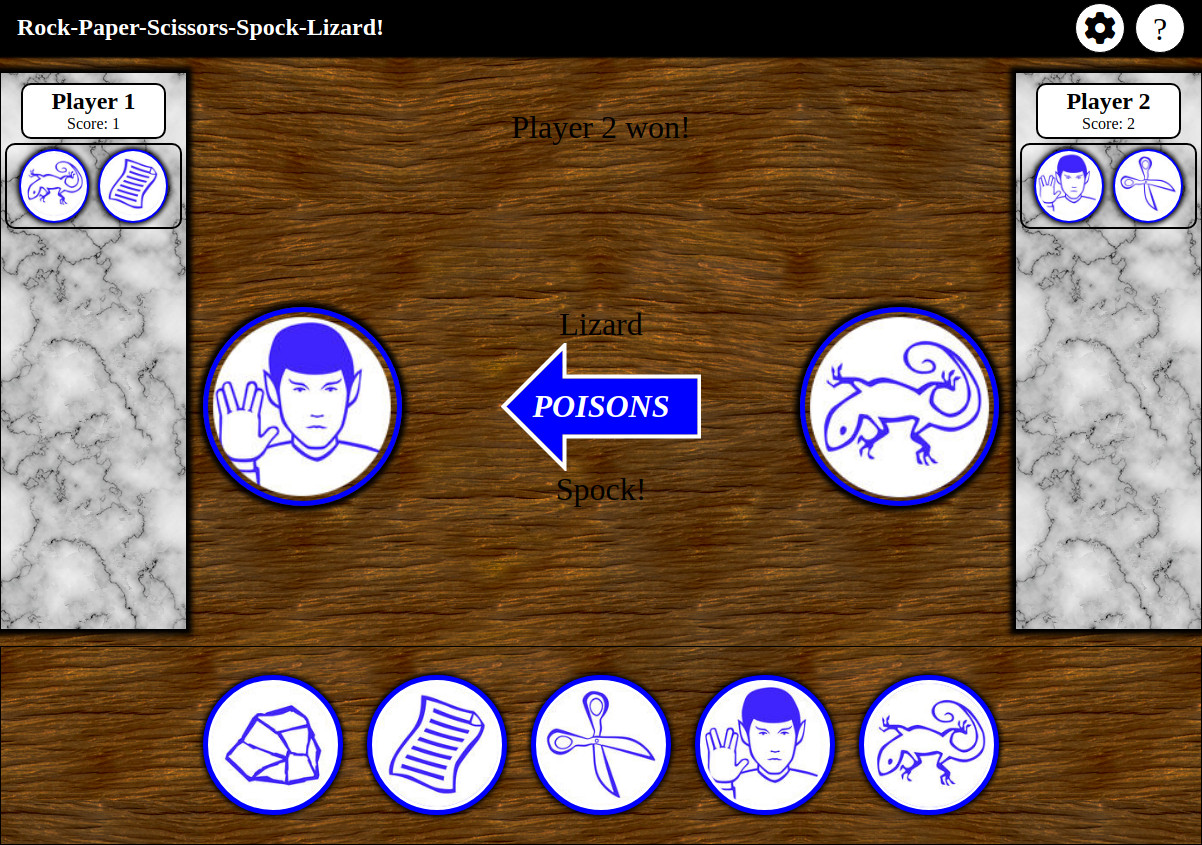 Rock-Paper-Scissors-Spock-Lizard!
?
Player 1
Score: 1
Player 2
Score: 2
Player 2 won!
Lizard
POISONS
Spock!